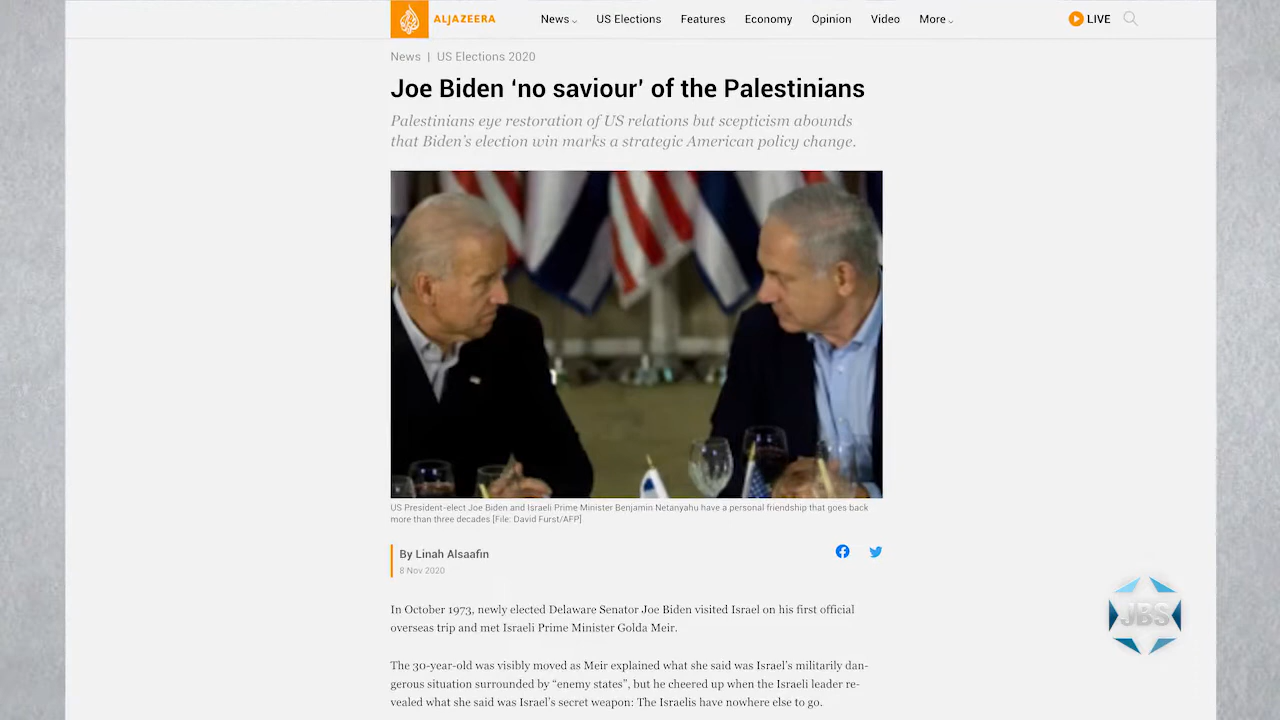 ALJAZEERA
News US Elections Features Economy Opinion Video More LIVE
News | US Elections 2020
Joe Biden ‘no saviour’ of the Palestinians
Palestinians eye restoration of US relations but scepticism abounds
that Biden’s election win marks a strategic American policy change.
US President-elect Joe Biden and Israeli Prime Minister Benjamin Netanyahu have a personal friendship that goes back
more than three decades [File: David Furst/AFP]
By Linah Alsaafin
8 Nov 2020
In October 1973, newly elected Delaware Senator Joe Biden visited Israel on his first official
overseas trip and met Israeli Prime Minister Golda Meir.
The 30-year-old was visibly moved as Meir explained what she said was Israel’s militarily dan-
gerous situation surrounded by “enemy states”, but he cheered up when the Israeli leader re-
vealed what she said was Israel’s secret weapon: The Israelis have nowhere else to go.
JBS